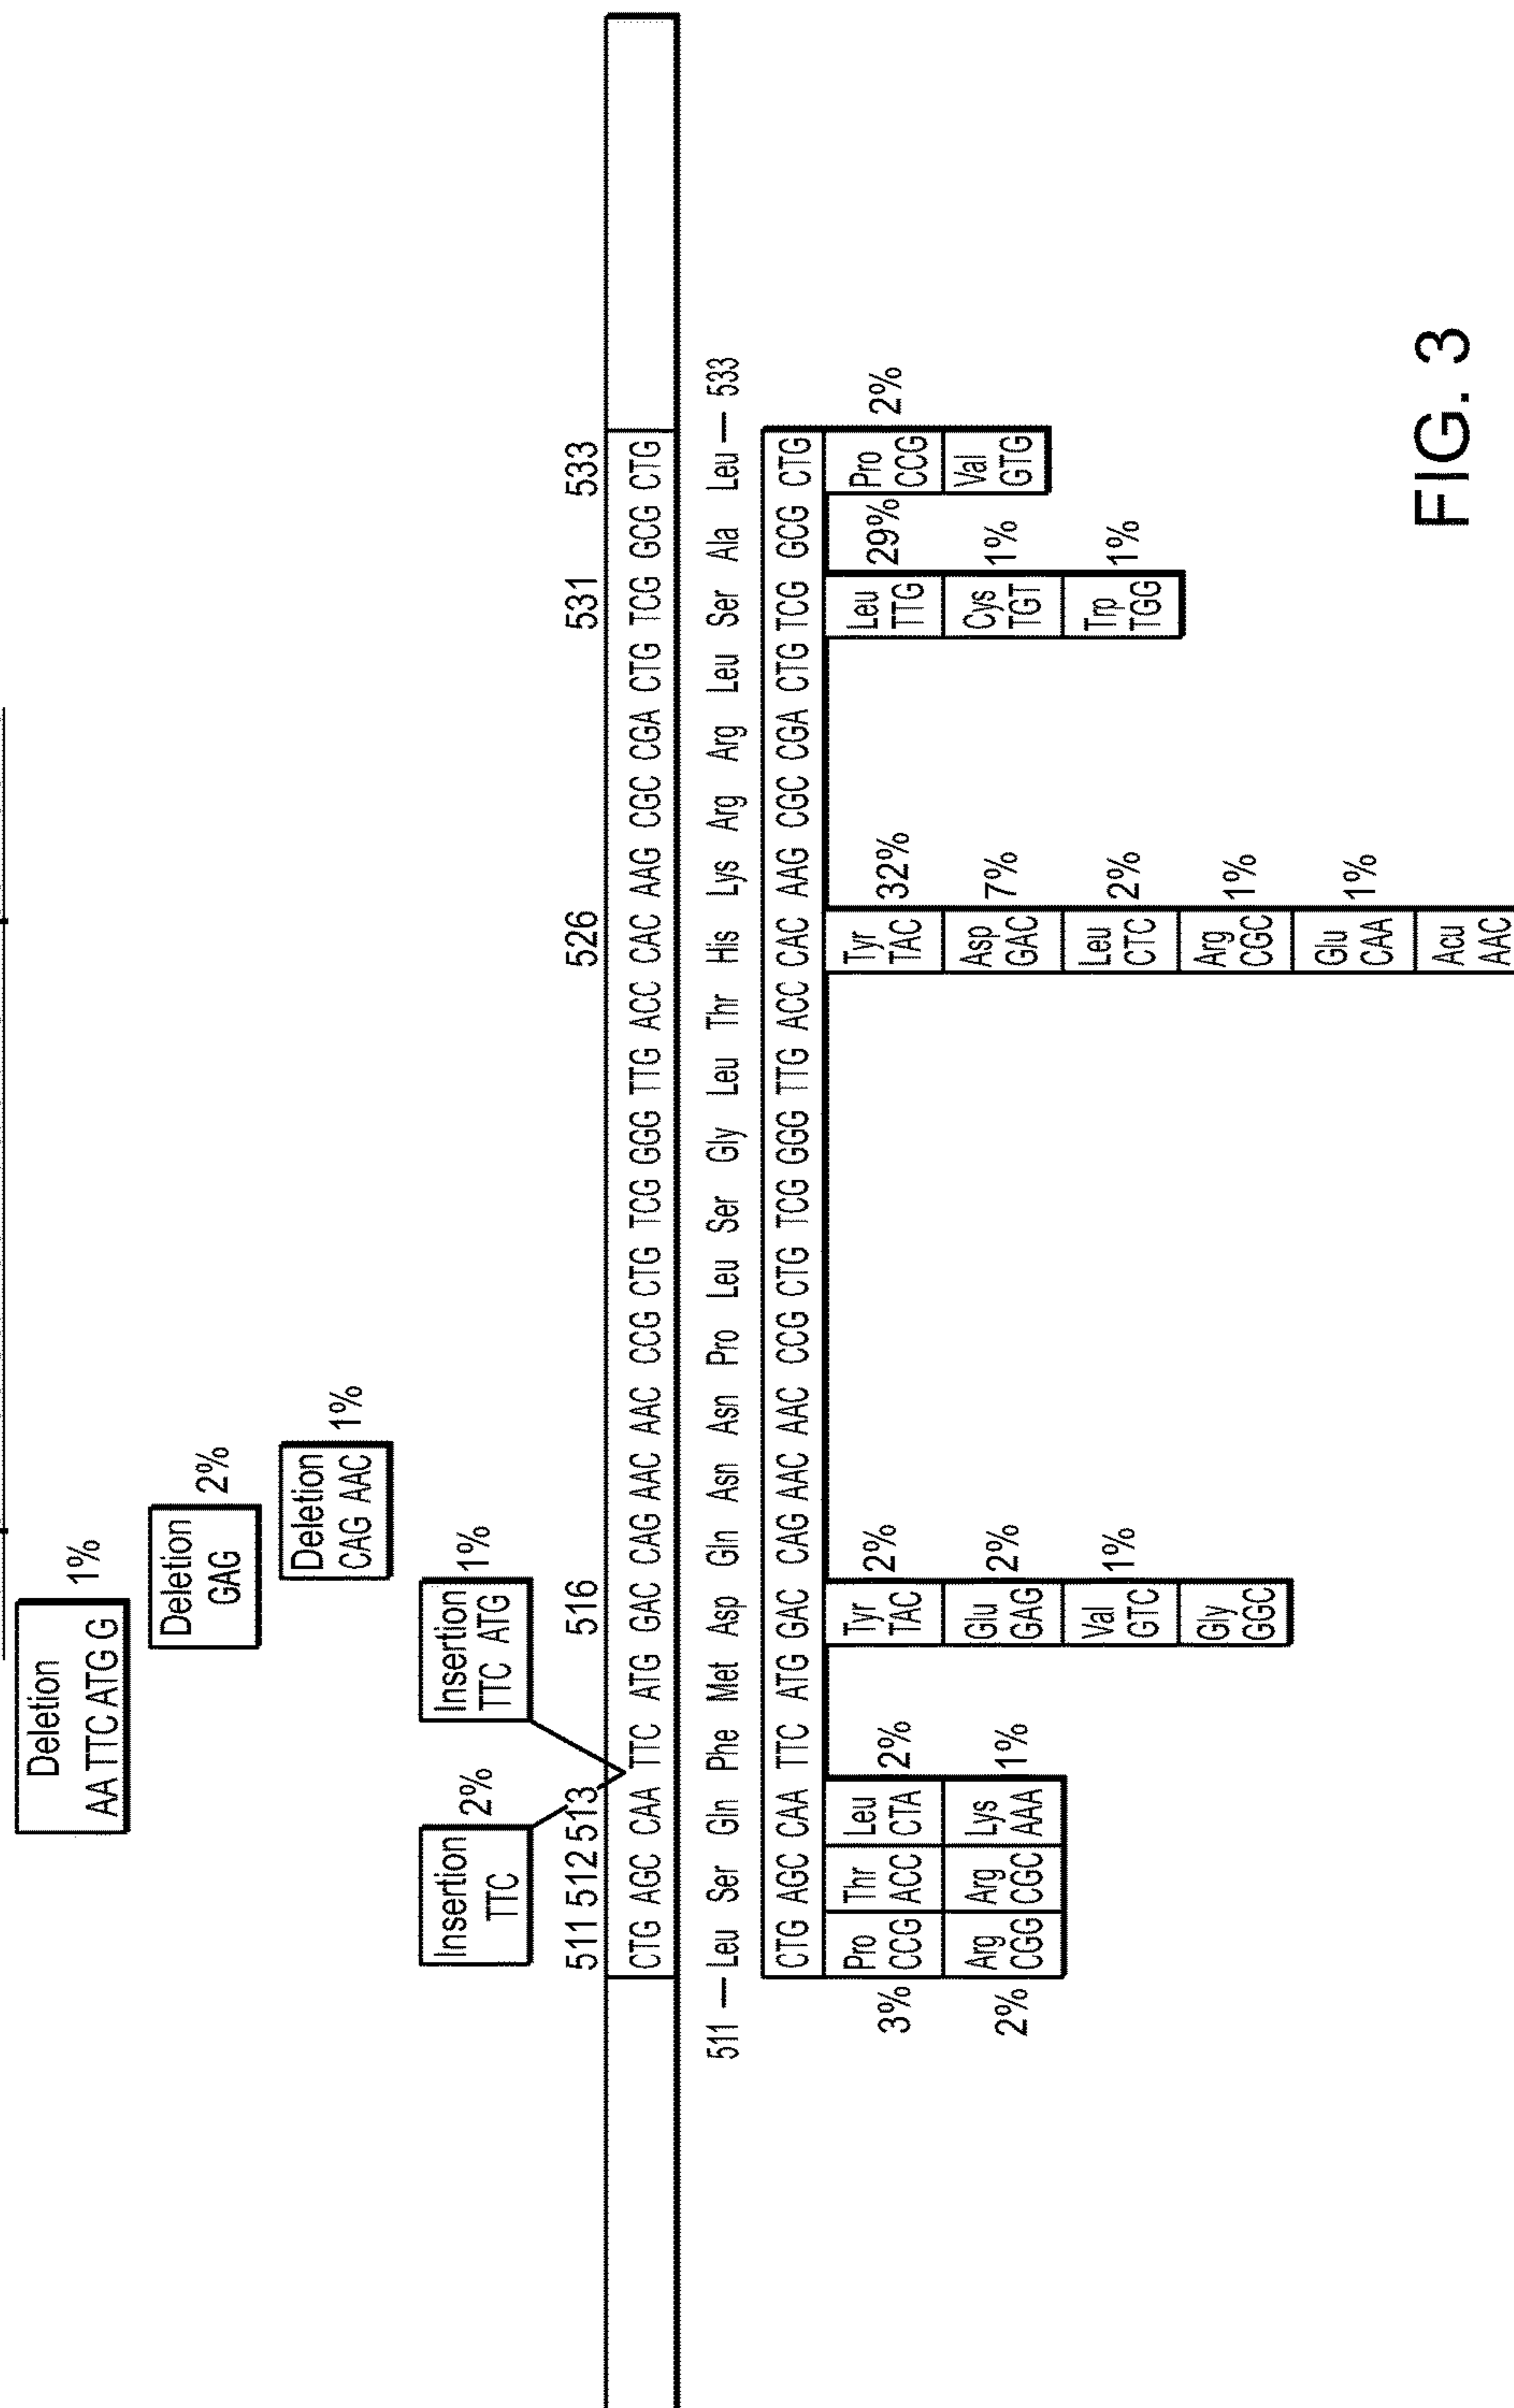 Deletion
AA TTC ATG G
1%
Deletion
GAG
2%
Deletion
CAG AAC
1%
Insertion
TTC
2%
Insertion
TTC ATG
1%
511 512 513 516 526 531 533
CTG AGC CAA TTC ATG GAC CAG AAC AAC CCG CTG TCG GGG TTG ACC CAC AAG CGC CGA CTG TCG GCG CTG
511 — Leu Ser Gln Phe Met Asp Gln Asn Asn Pro Leu Ser Gly Leu Thr His Lys Arg Arg Leu Ser Ala Leu — 533
CTG AGC CAA TTC ATG GAC CAG AAC AAC CCG CTG TCG GGG TTG ACC CAC AAG CGC CGA CTG TCG GCG CTG
3%
Pro
CCG
Thr
ACC
Leu
CTA
2%
2%
Arg
CGG
Arg
CGC
Lys
AAA
1%
Tyr
TAC
2%
Glu
GAG
2%
Val
GTC
1%
Gly
GGC
Tyr
TAC
32%
Asp
GAC
7%
Leu
CTC
2%
Arg
CGC
1%
Glu
CAA
1%
Acu
AAC
Leu
TTG
29%
Cys
TGT
1%
Trp
TGG
1%
Pro
CCG
2%
Val
GTG
FIG. 3